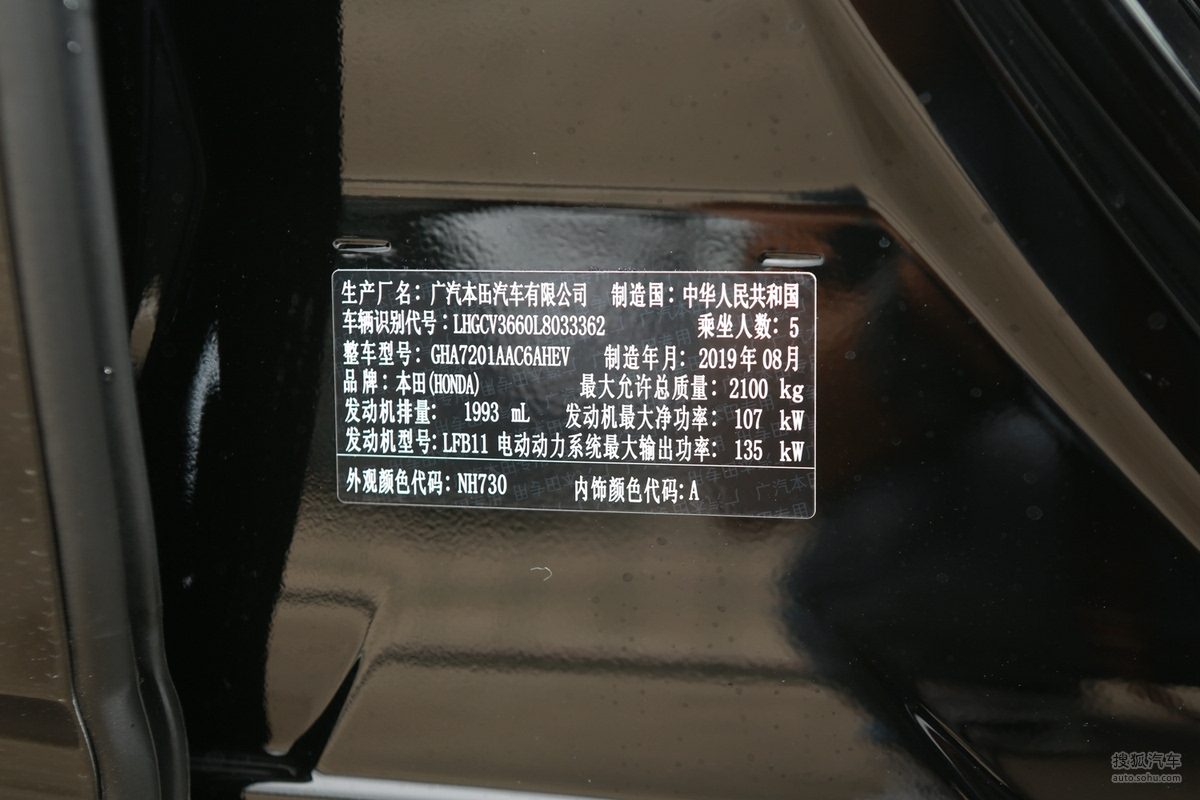 生产厂名：广汽本田汽车有限公司 制造国：中华人民共和国
车辆识别代号：LHGCV3660L8033362 乘坐人数：5
整车型号：GHA7201AAC6AHEV 制造年月：2019年08月
品牌：本田(HONDA) 最大允许总质量：2100 kg
发动机排量：1993 mL 发动机最大净功率：107 kW
发动机型号：LFB11 电动动力系统最大输出功率：135 kW
外观颜色代码：NH730 内饰颜色代码：A
搜狐汽车
auto.sohu.com